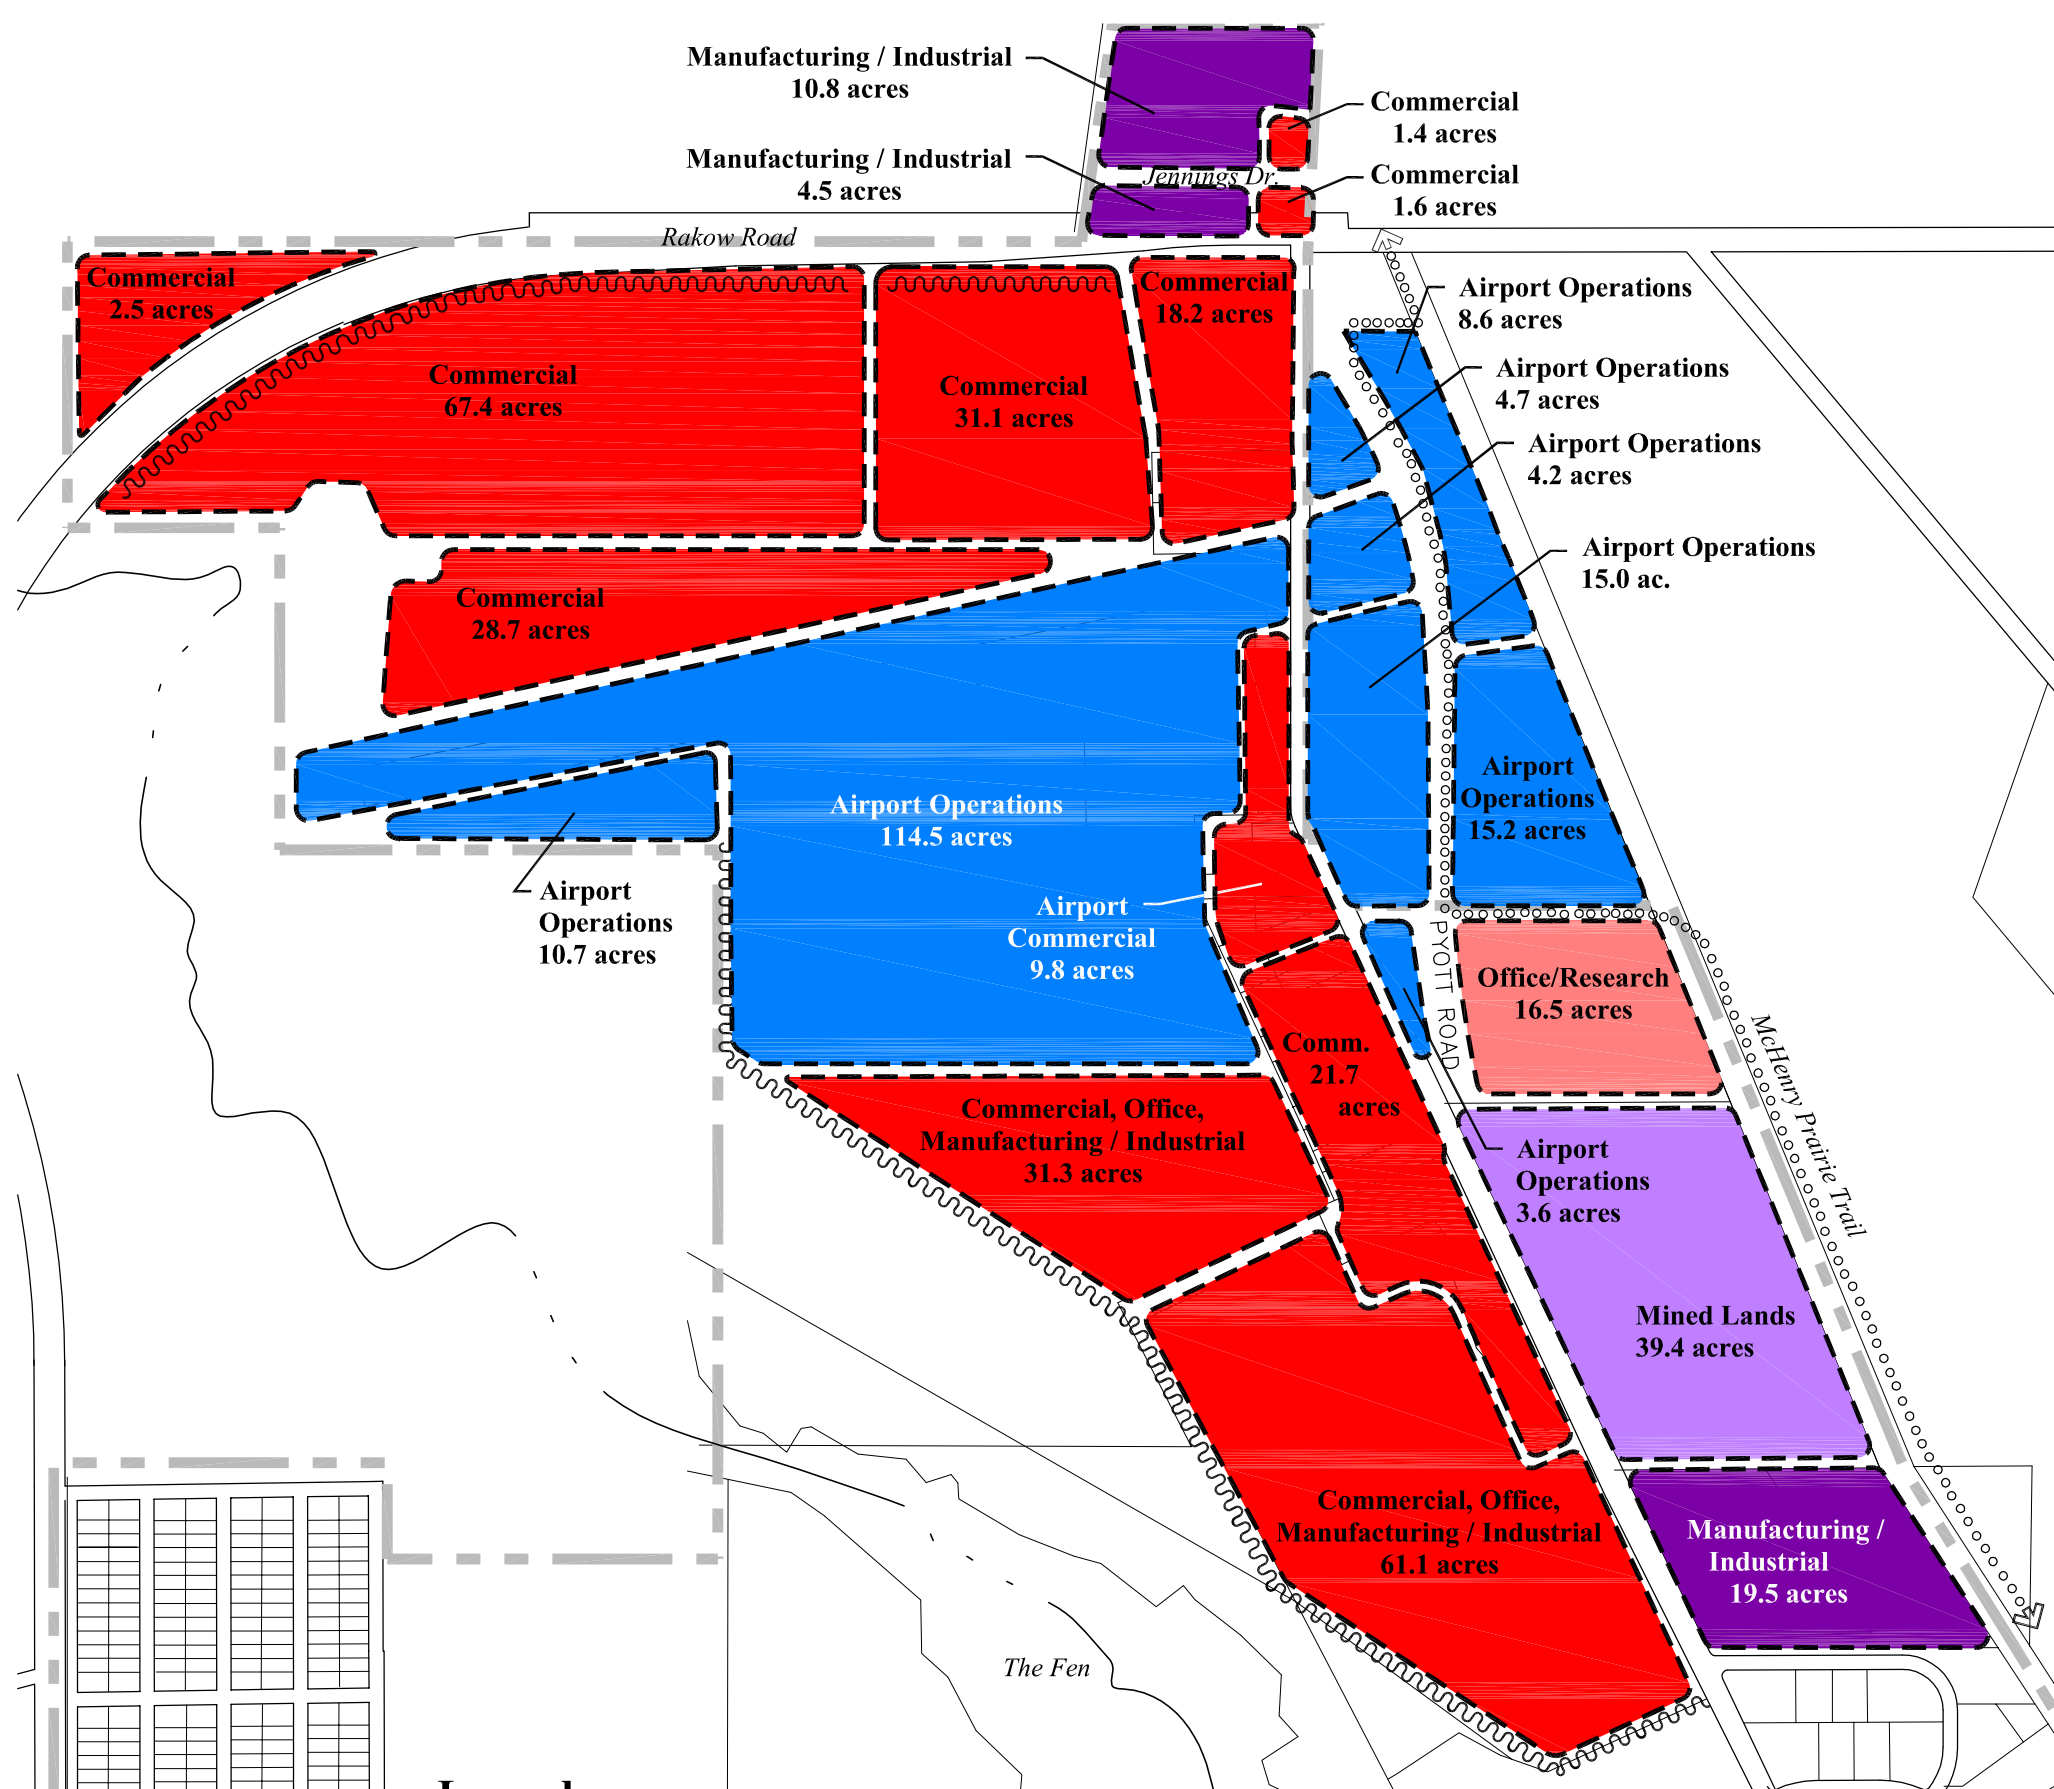 Manufacturing / Industrial
10.8 acres
Commercial
1.4 acres
Manufacturing / Industrial
4.5 acres
Jennings Dr.
Commercial
1.6 acres
Rakow Road
Commercial
2.5 acres
Commercial
67.4 acres
Commercial
31.1 acres
Commercial
18.2 acres
Airport Operations
8.6 acres
Airport Operations
4.7 acres
Airport Operations
4.2 acres
Airport Operations
15.0 ac.
Commercial
28.7 acres
Airport Operations
114.5 acres
Airport
Operations
15.2 acres
Airport
Operations
10.7 acres
Airport
Commercial
9.8 acres
PYOTT ROAD
Office/Research
16.5 acres
McHenry Prairie Trail
Comm.
21.7
acres
Commercial, Office,
Manufacturing / Industrial
31.3 acres
Airport
Operations
3.6 acres
Mined Lands
39.4 acres
Commercial, Office,
Manufacturing / Industrial
61.1 acres
Manufacturing /
Industrial
19.5 acres
The Fen